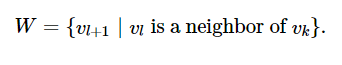 W = {v_{l+1} | v_l is a neighbor of v_k}.